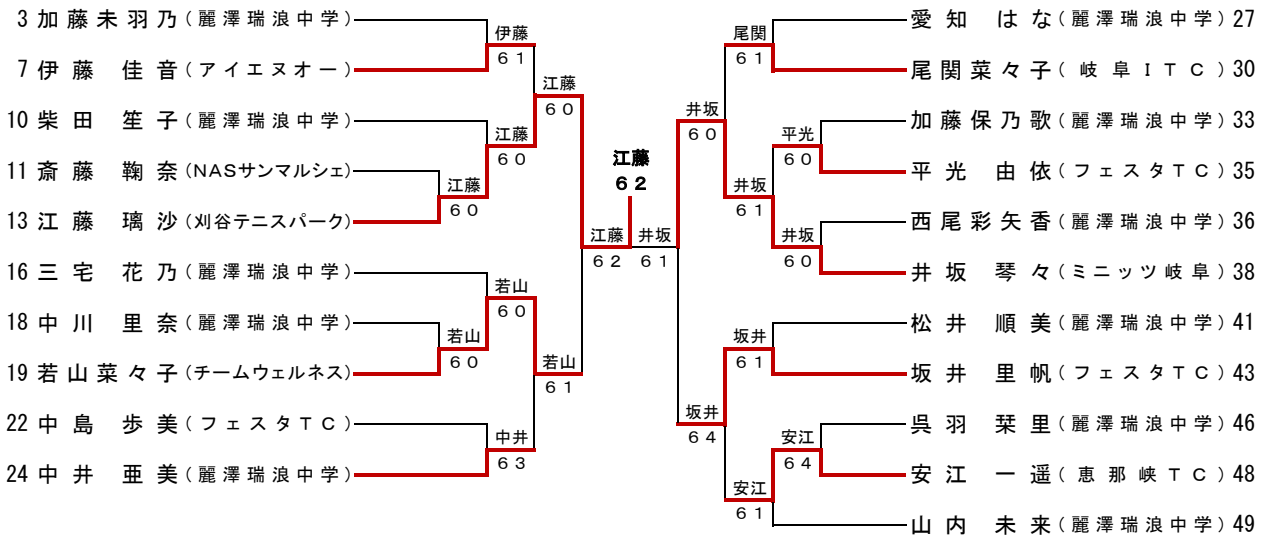 3 加藤未羽乃(麗澤瑞浪中学)
7 伊藤 佳音(アイエヌオー)
10 柴田 笙子(麗澤瑞浪中学)
11 斎藤 鞠奈(NASサンマルシェ)
13 江藤 璃沙(刈谷テニスパーク)
16 三宅 花乃(麗澤瑞浪中学)
18 中川 里奈(麗澤瑞浪中学)
19 若山菜々子(チームウェルネス)
22 中島 歩美(フェスタTC)
24 中井 亜美(麗澤瑞浪中学)
伊藤
61
江藤
60
江藤
60
江藤
60
若山
60
若山
60
若山
61
中井
63
江藤
62
江藤
62
井坂
61
井坂
60
尾関
61
平光
60
井坂
61
井坂
60
坂井
61
坂井
64
安江
64
安江
61
愛知 はな(麗澤瑞浪中学)27
尾関菜々子(岐阜ITC)30
加藤保乃歌(麗澤瑞浪中学)33
平光 由依(フェスタTC)35
西尾彩矢香(麗澤瑞浪中学)36
井坂 琴々(ミニッツ岐阜)38
松井 順美(麗澤瑞浪中学)41
坂井 里帆(フェスタTC)43
呉羽 栞里(麗澤瑞浪中学)46
安江 一遥(恵那峡TC)48
山内 未来(麗澤瑞浪中学)49